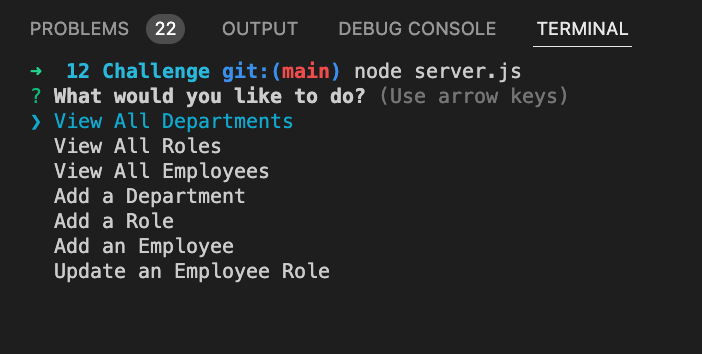 PROBLEMS 22 OUTPUT DEBUG CONSOLE TERMINAL
➜ 12 Challenge git:(main) node server.js
? What would you like to do? (Use arrow keys)
❯ View All Departments
View All Roles
View All Employees
Add a Department
Add a Role
Add an Employee
Update an Employee Role